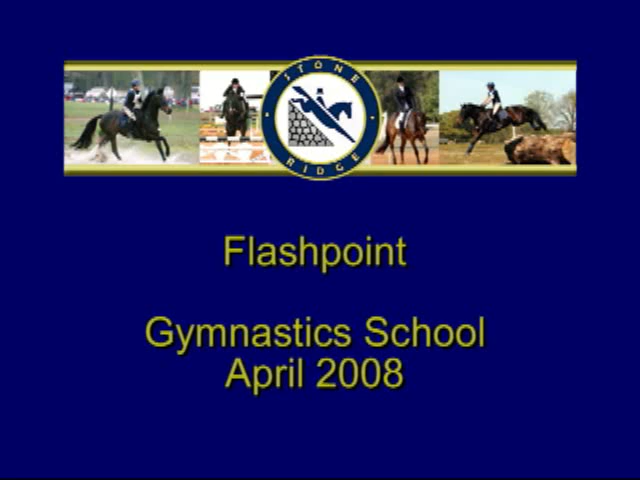 STONE
RIDGE
Flashpoint
Gymnastics School
April 2008